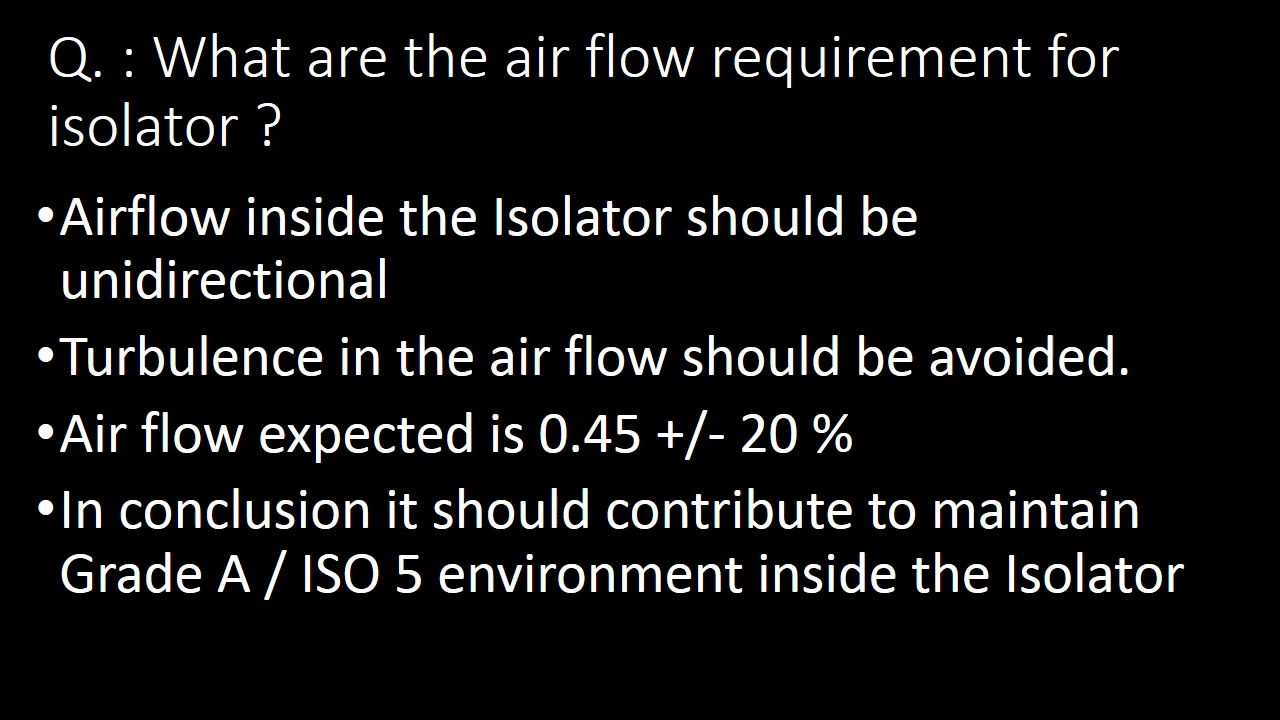 Q. : What are the air flow requirement for
isolator ?
•Airflow inside the Isolator should be
unidirectional
•Turbulence in the air flow should be avoided.
•Air flow expected is 0.45 +/- 20 %
•In conclusion it should contribute to maintain
Grade A / ISO 5 environment inside the Isolator